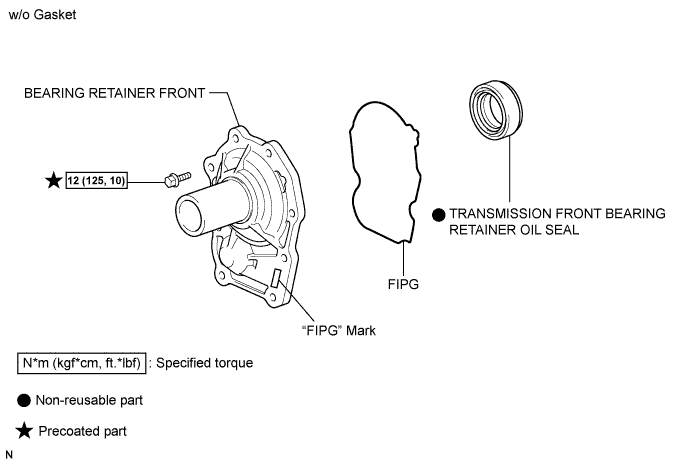 w/o Gasket
BEARING RETAINER FRONT
12 (125, 10)
TRANSMISSION FRONT BEARING
RETAINER OIL SEAL
FIPG
“FIPG” Mark
N*m (kgf*cm, ft.*lbf) : Specified torque
Non-reusable part
Precoated part
N